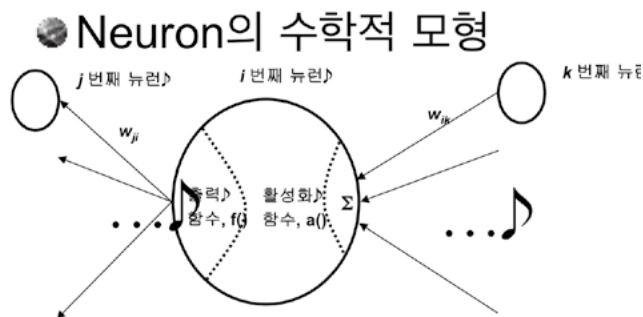 Neuron의 수학적 모형
j 번째 뉴런♪
i 번째 뉴런♪
k 번째 뉴런
w_ji
w_ik
출력♪
함수, f()
활성화♪
함수, a()
Σ
....♪
...♪